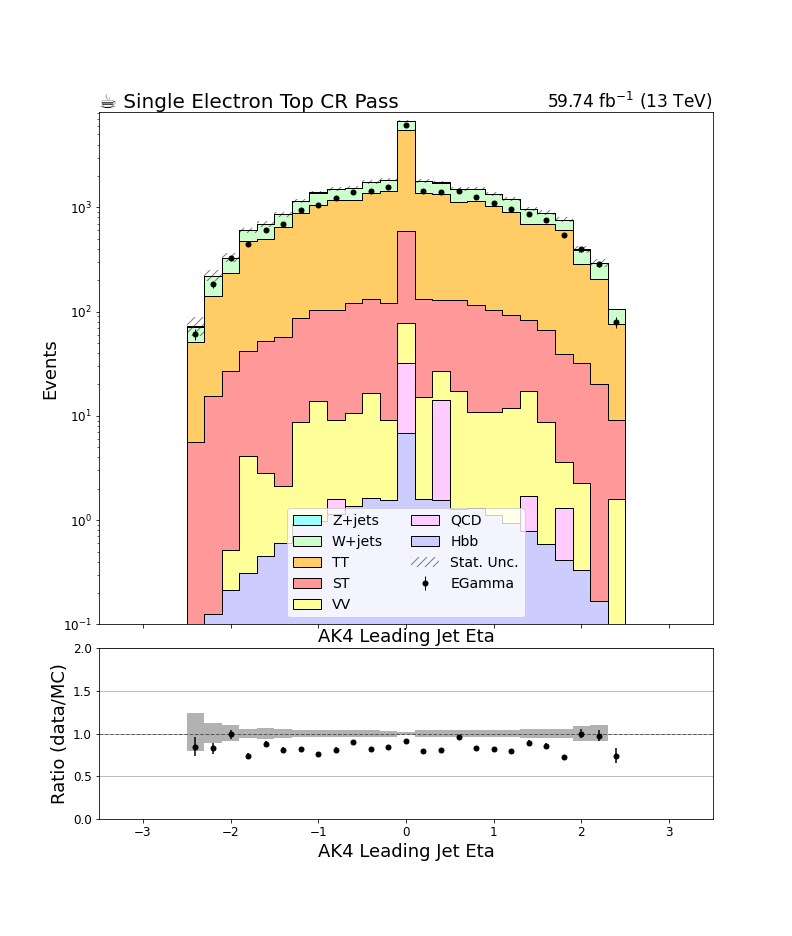 ☕ Single Electron Top CR Pass 59.74 fb⁻¹ (13 TeV)
10³
10²
10¹
10⁰
10⁻¹
Events
Z+jets QCD
W+jets Hbb
TT Stat. Unc.
ST EGamma
VV
AK4 Leading Jet Eta
2.0
1.5
1.0
0.5
0.0
Ratio (data/MC)
−3 −2 −1 0 1 2 3
AK4 Leading Jet Eta